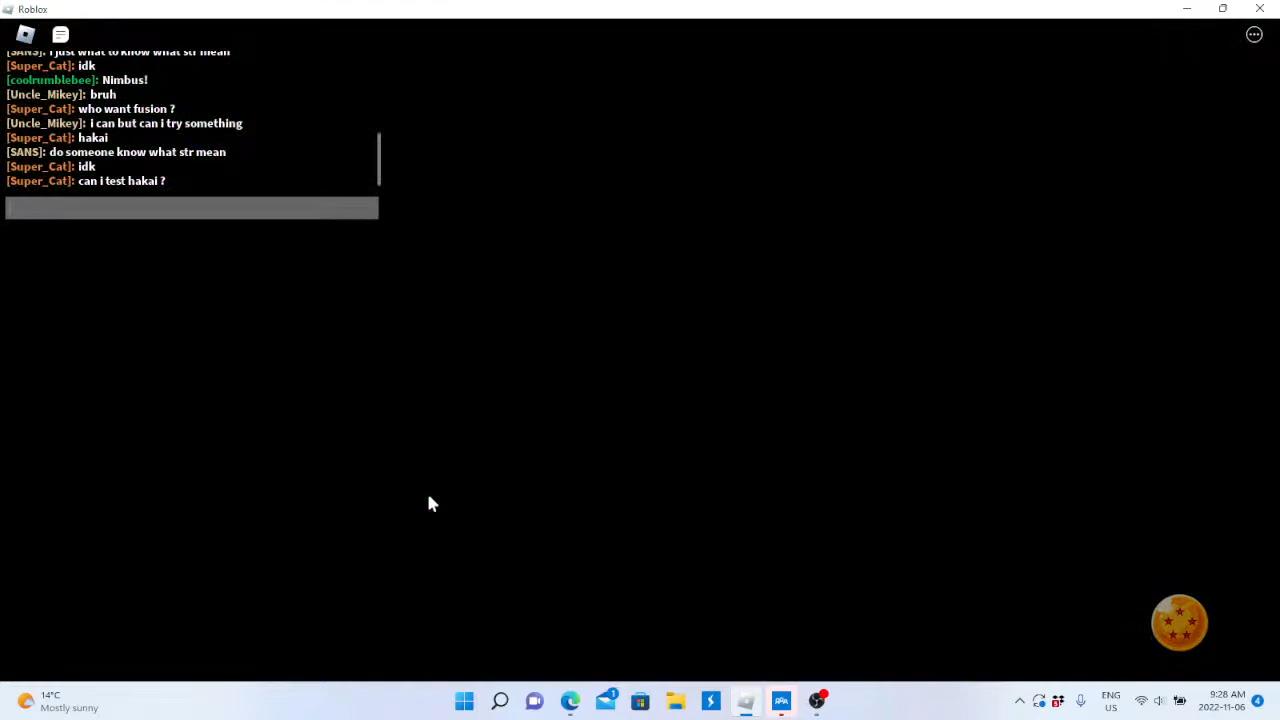 Roblox
[SANS]: i just what to know what str mean
[Super_Cat]: idk
[coolrumblebee]: Nimbus!
[Uncle_Mikey]: bruh
[Super_Cat]: who want fusion ?
[Uncle_Mikey]: i can but can i try something
[Super_Cat]: hakai
[SANS]: do someone know what str mean
[Super_Cat]: idk
[Super_Cat]: can i test hakai ?
14°C
Mostly sunny
1
ENG
US
9:28 AM
2022-11-06
4